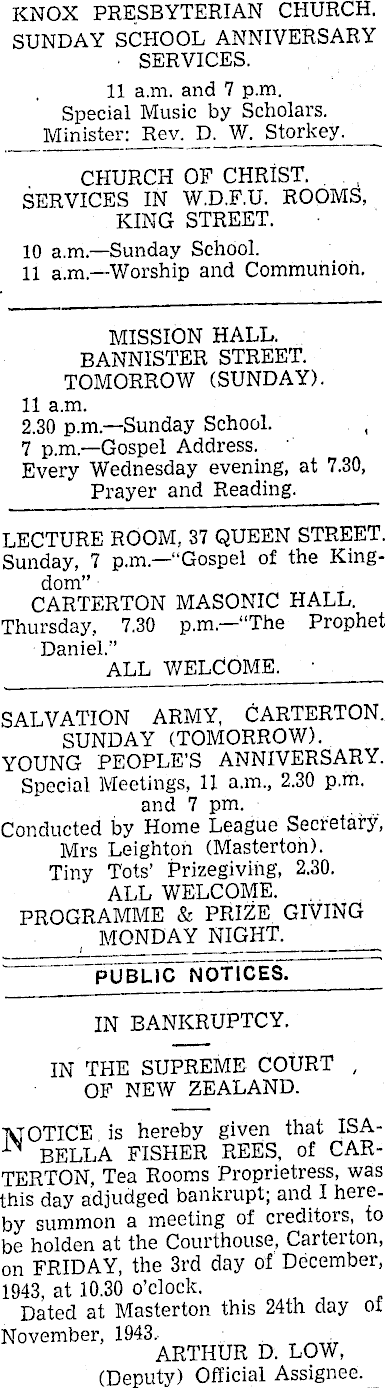 KNOX PRESBYTERIAN CHURCH.
SUNDAY SCHOOL ANNIVERSARY
SERVICES.
11 a.m. and 7 p.m.
Special Music by Scholars.
Minister: Rev. D. W. Storkey.
CHURCH OF CHRIST.
SERVICES IN W.D.F.U. ROOMS,
KING STREET.
10 a.m.—Sunday School.
11 a.m.—Worship and Communion.
MISSION HALL.
BANNISTER STREET.
TOMORROW (SUNDAY).
11 a.m.
2.30 p.m.—Sunday School.
7 p.m.—Gospel Address.
Every Wednesday evening, at 7.30,
Prayer and Reading.
LECTURE ROOM, 37 QUEEN STREET.
Sunday, 7 p.m.—"Gospel of the King-
dom"
CARTERTON MASONIC HALL.
Thursday, 7.30 p.m.—"The Prophet
Daniel."
ALL WELCOME.
SALVATION ARMY, CARTERTON.
SUNDAY (TOMORROW).
YOUNG PEOPLE'S ANNIVERSARY.
Special Meetings, 11 a.m., 2.30 p.m.
and 7 pm.
Conducted by Home League Secretary,
Mrs Leighton (Masterton).
Tiny Tots' Prizegiving, 2.30.
ALL WELCOME.
PROGRAMME & PRIZE GIVING
MONDAY NIGHT.
PUBLIC NOTICES.
IN BANKRUPTCY.
IN THE SUPREME COURT
OF NEW ZEALAND.
NOTICE is hereby given that ISA-
BELLA FISHER REES, of CAR-
TERTON, Tea Rooms Proprietress, was
this day adjudged bankrupt; and I here-
by summon a meeting of creditors, to
be holden at the Courthouse, Carterton,
on FRIDAY, the 3rd day of December,
1943, at 10.30 o'clock.
Dated at Masterton this 24th day of
November, 1943.
ARTHUR D. LOW,
(Deputy) Official Assignee.